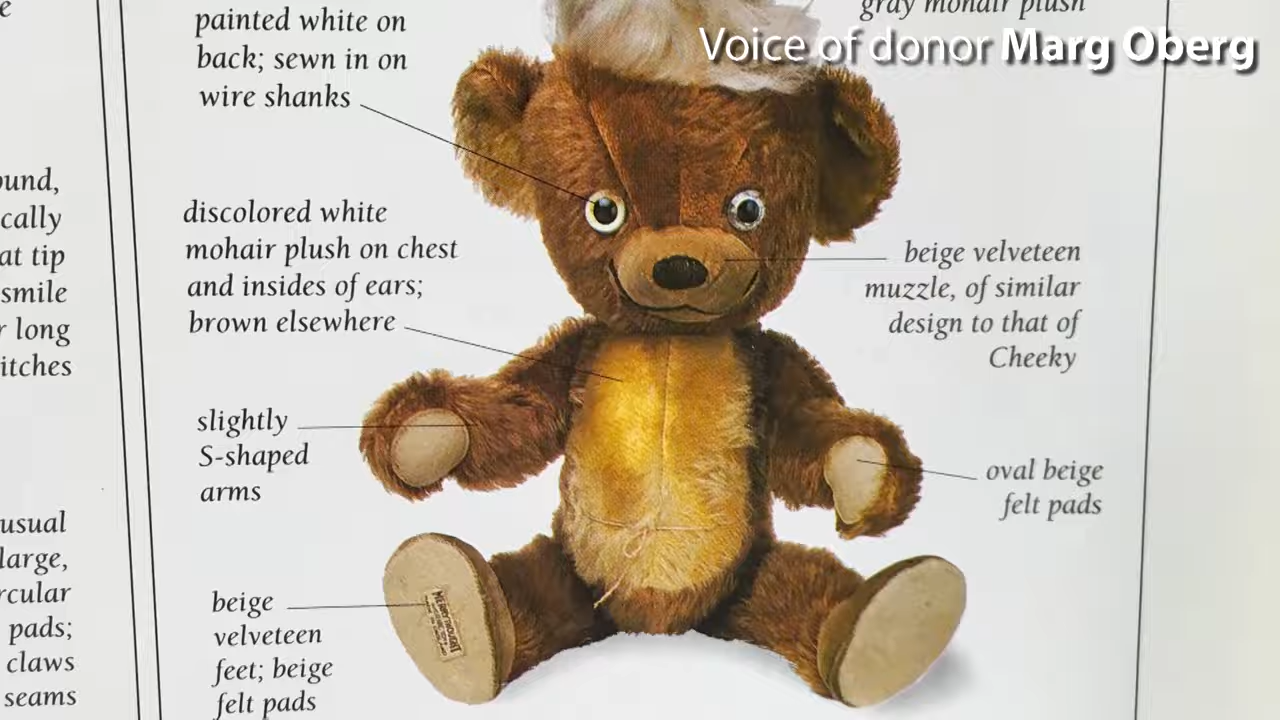 e
ound,
cally
at tip
smile
r long
itches
usual
large,
rcular
pads;
claws
seams
painted white on
back; sewn in on
wire shanks
discolored white
mohair plush on chest
and insides of ears;
brown elsewhere
slightly
S-shaped
arms
beige
velveteen
feet; beige
felt pads
gray mohair plush
Voice of donor Marg Oberg
beige velveteen
muzzle, of similar
design to that of
Cheeky
oval beige
felt pads
MERRYTHOUGHT